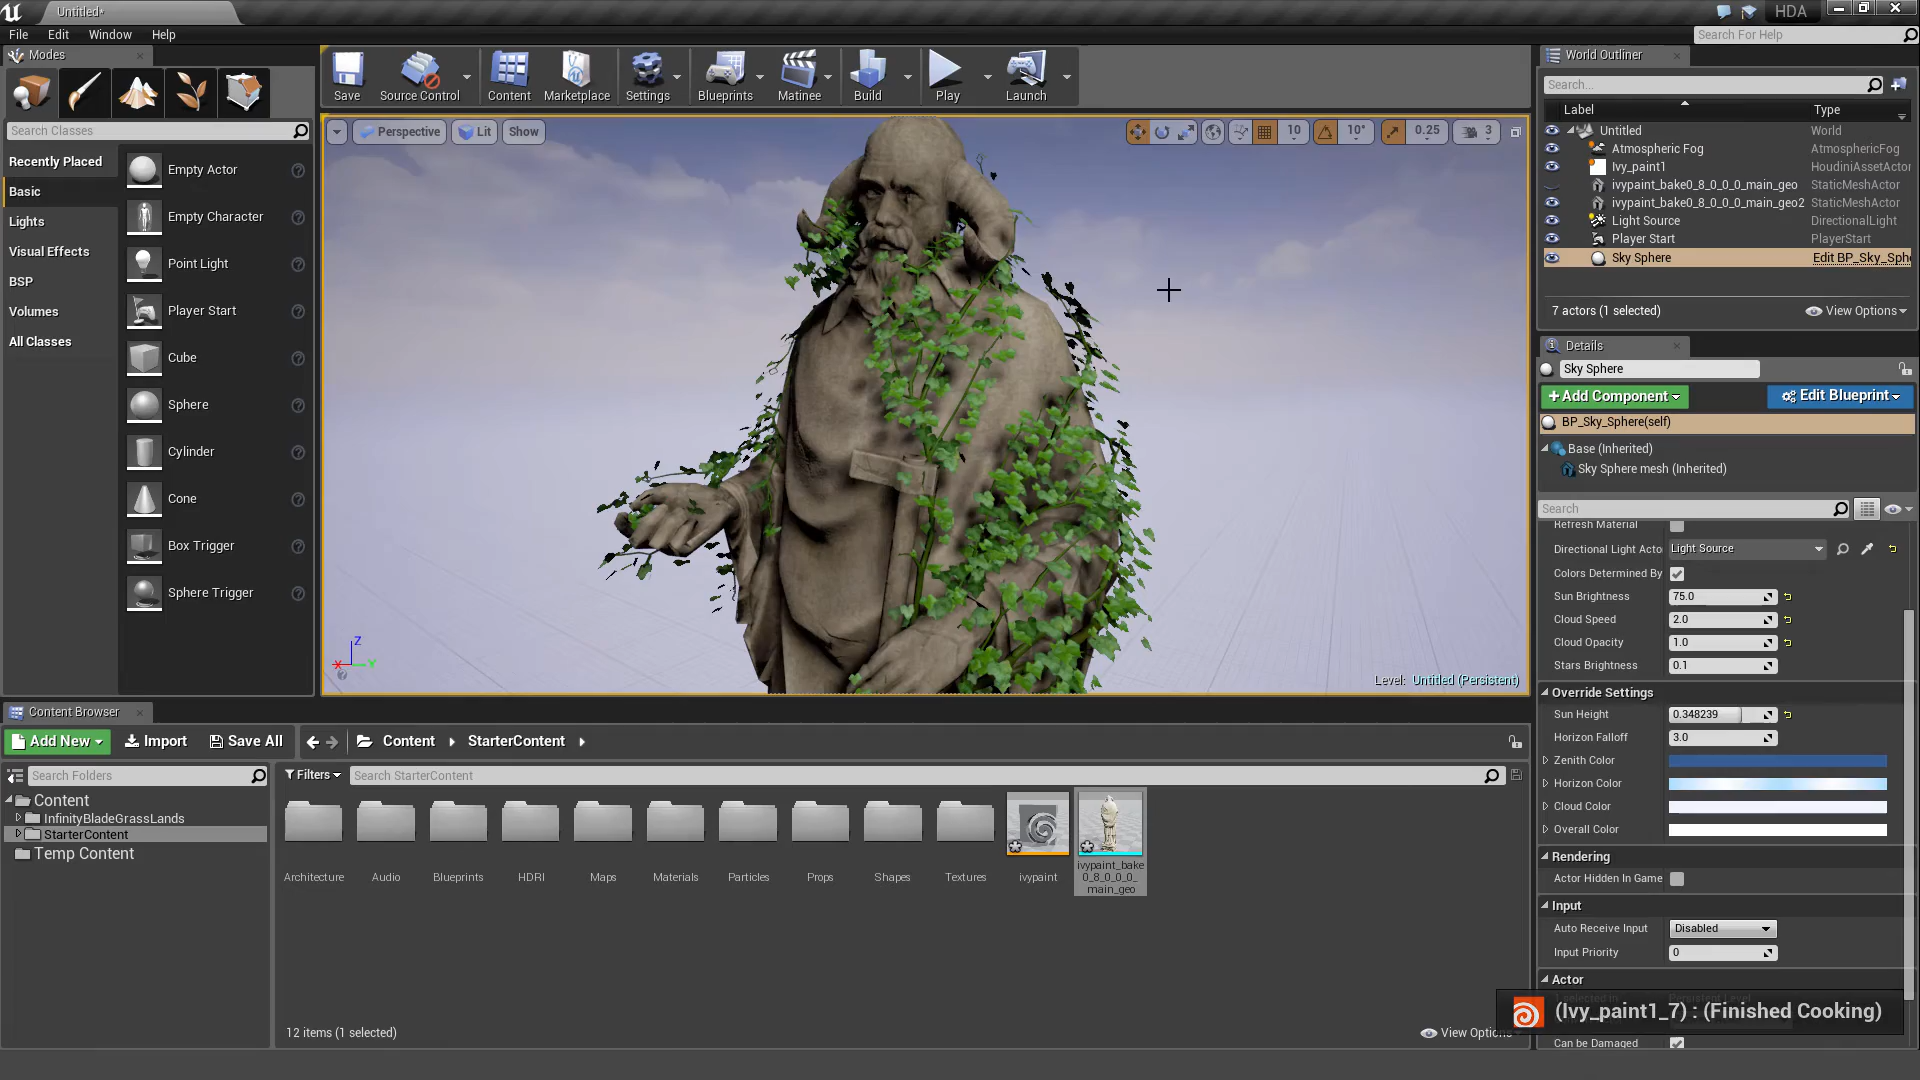 Untitled*
HDA
File Edit Window Help
Search For Help
Modes
Search Classes
Recently Placed
Basic
Lights
Visual Effects
BSP
Volumes
All Classes
Empty Actor
Empty Character
Point Light
Player Start
Cube
Sphere
Cylinder
Cone
Box Trigger
Sphere Trigger
Save
Source Control
Content
Marketplace
Settings
Blueprints
Matinee
Build
Play
Launch
Perspective
Lit
Show
10
10°
0.25
3
Z
X
Y
Level: Untitled (Persistent)
World Outliner
Search...
Label Type
Untitled World
Atmospheric Fog AtmosphericFog
Ivy_paint1 HoudiniAssetActor
ivypaint_bake0_8_0_0_0_main_geo StaticMeshActor
ivypaint_bake0_8_0_0_0_main_geo2 StaticMeshActor
Light Source DirectionalLight
Player Start PlayerStart
Sky Sphere Edit BP_Sky_Sphe
7 actors (1 selected)
View Options
Details
Sky Sphere
+Add Component
Edit Blueprint
BP_Sky_Sphere(self)
Base (Inherited)
Sky Sphere mesh (Inherited)
Search
Refresh Material
Directional Light Acto Light Source
Colors Determined By
Sun Brightness 75.0
Cloud Speed 2.0
Cloud Opacity 1.0
Stars Brightness 0.1
Override Settings
Sun Height 0.348239
Horizon Falloff 3.0
Zenith Color
Horizon Color
Cloud Color
Overall Color
Rendering
Actor Hidden In Game
Input
Auto Receive Input Disabled
Input Priority 0
Actor
(Ivy_paint1_7) : (Finished Cooking)
Can be Damaged
Content Browser
Add New
Import
Save All
Content
StarterContent
Search Folders
Content
InfinityBladeGrassLands
StarterContent
Temp Content
Filters
Search StarterContent
Architecture
Audio
Blueprints
HDRI
Maps
Materials
Particles
Props
Shapes
Textures
ivypaint
ivypaint_bake
0_8_0_0_0_
main_geo
12 items (1 selected)
View Options